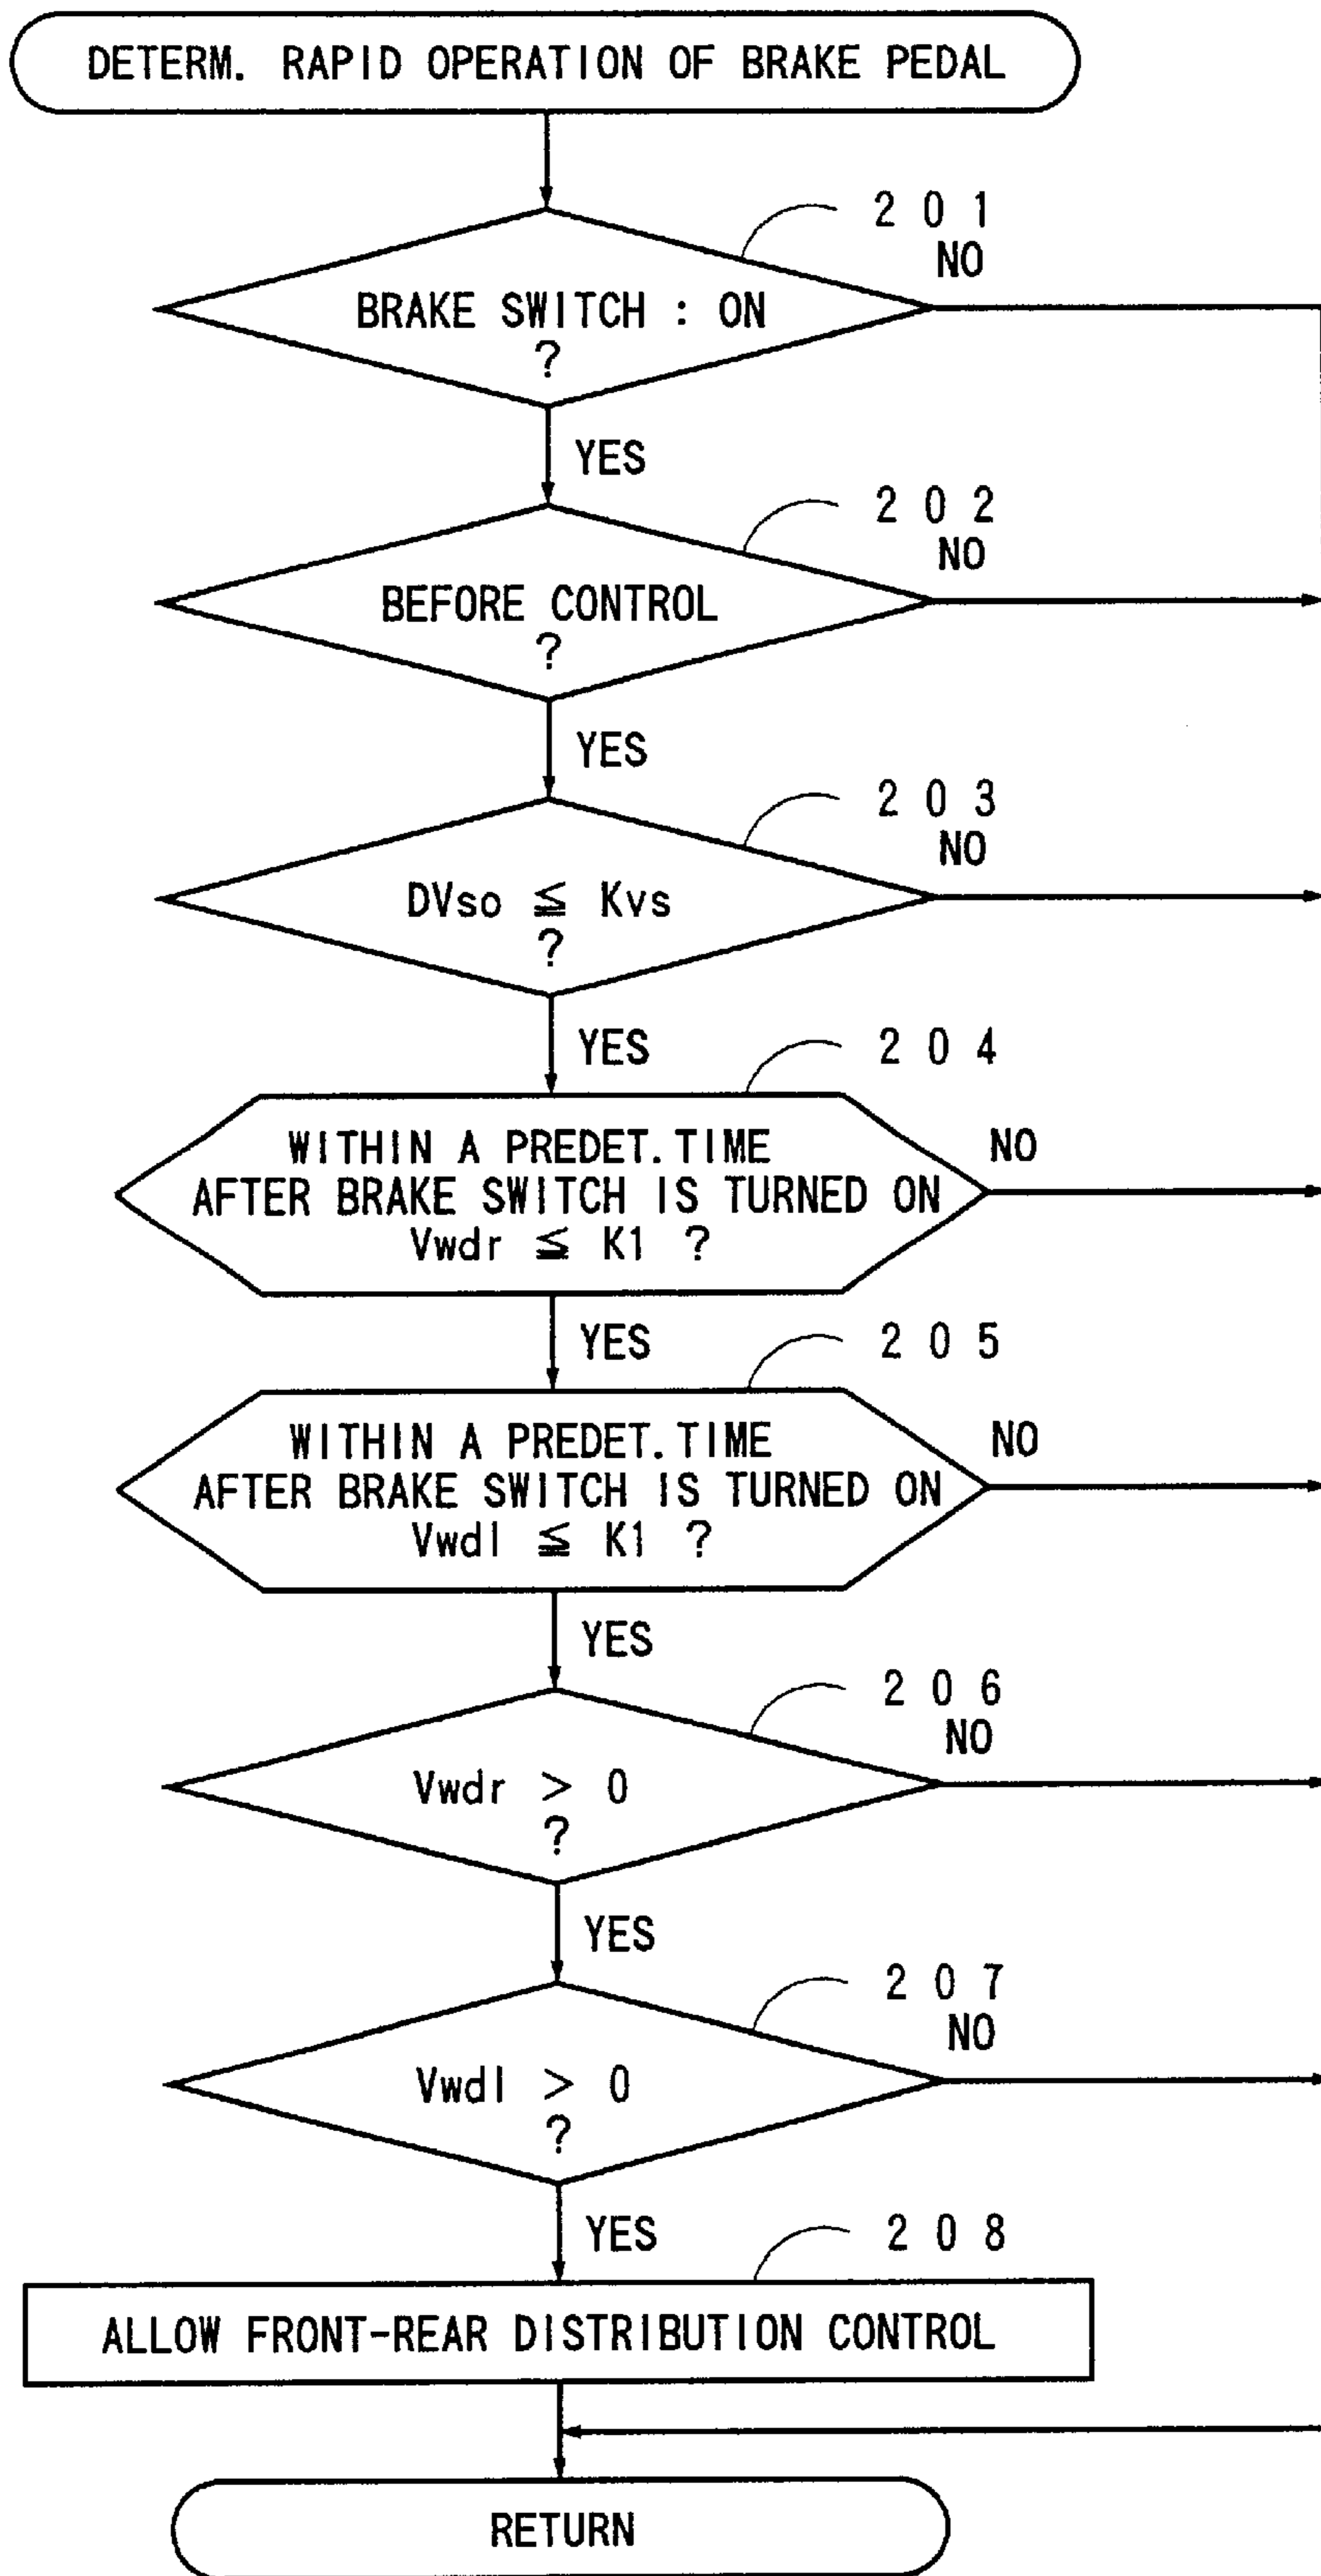 DETERM. RAPID OPERATION OF BRAKE PEDAL
201
NO
BRAKE SWITCH : ON
?
YES
202
NO
BEFORE CONTROL
?
YES
203
NO
DVso ≦ Kvs
?
YES
204
WITHIN A PREDET.TIME
NO
AFTER BRAKE SWITCH IS TURNED ON
Vwdr ≦ K1 ?
YES
205
WITHIN A PREDET.TIME
NO
AFTER BRAKE SWITCH IS TURNED ON
Vwdl ≦ K1 ?
YES
206
NO
Vwdr > 0
?
YES
207
NO
Vwdl > 0
?
YES
208
ALLOW FRONT-REAR DISTRIBUTION CONTROL
RETURN